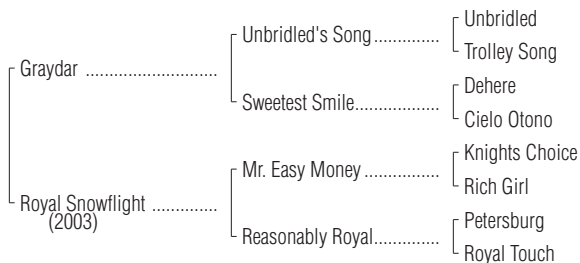 Unbridled
Unbridled's Song..............
Trolley Song
Graydar ............................
Dehere
Sweetest Smile..................
Cielo Otono
Knights Choice
Mr. Easy Money ................
Rich Girl
Royal Snowflight ..............
(2003)
Petersburg
Reasonably Royal..............
Royal Touch